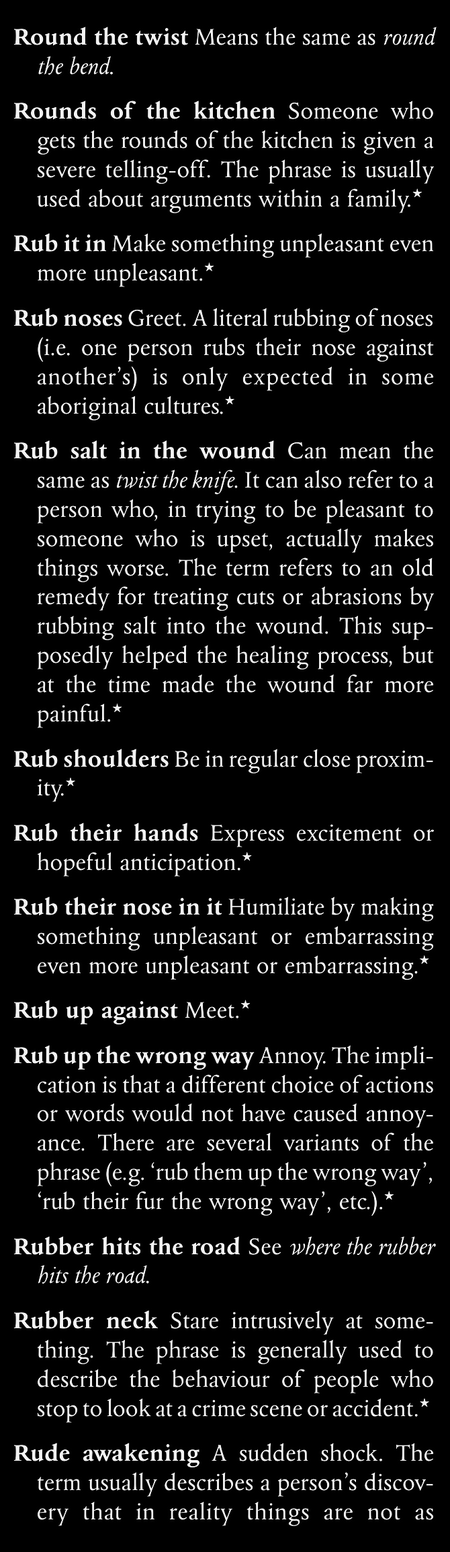 Round the twist Means the same as round
the bend.
Rounds of the kitchen Someone who
gets the rounds of the kitchen is given a
severe telling-off. The phrase is usually
used about arguments within a family.★
Rub it in Make something unpleasant even
more unpleasant.★
Rub noses Greet. A literal rubbing of noses
(i.e. one person rubs their nose against
another’s) is only expected in some
aboriginal cultures.★
Rub salt in the wound Can mean the
same as twist the knife. It can also refer to a
person who, in trying to be pleasant to
someone who is upset, actually makes
things worse. The term refers to an old
remedy for treating cuts or abrasions by
rubbing salt into the wound. This sup-
posedly helped the healing process, but
at the time made the wound far more
painful.★
Rub shoulders Be in regular close proxim-
ity.★
Rub their hands Express excitement or
hopeful anticipation.★
Rub their nose in it Humiliate by making
something unpleasant or embarrassing
even more unpleasant or embarrassing.★
Rub up against Meet.★
Rub up the wrong way Annoy. The impli-
cation is that a different choice of actions
or words would not have caused annoy-
ance. There are several variants of the
phrase (e.g. ‘rub them up the wrong way’,
‘rub their fur the wrong way’, etc.).★
Rubber hits the road See where the rubber
hits the road.
Rubber neck Stare intrusively at some-
thing. The phrase is generally used to
describe the behaviour of people who
stop to look at a crime scene or accident.★
Rude awakening A sudden shock. The
term usually describes a person’s discov-
ery that in reality things are not as